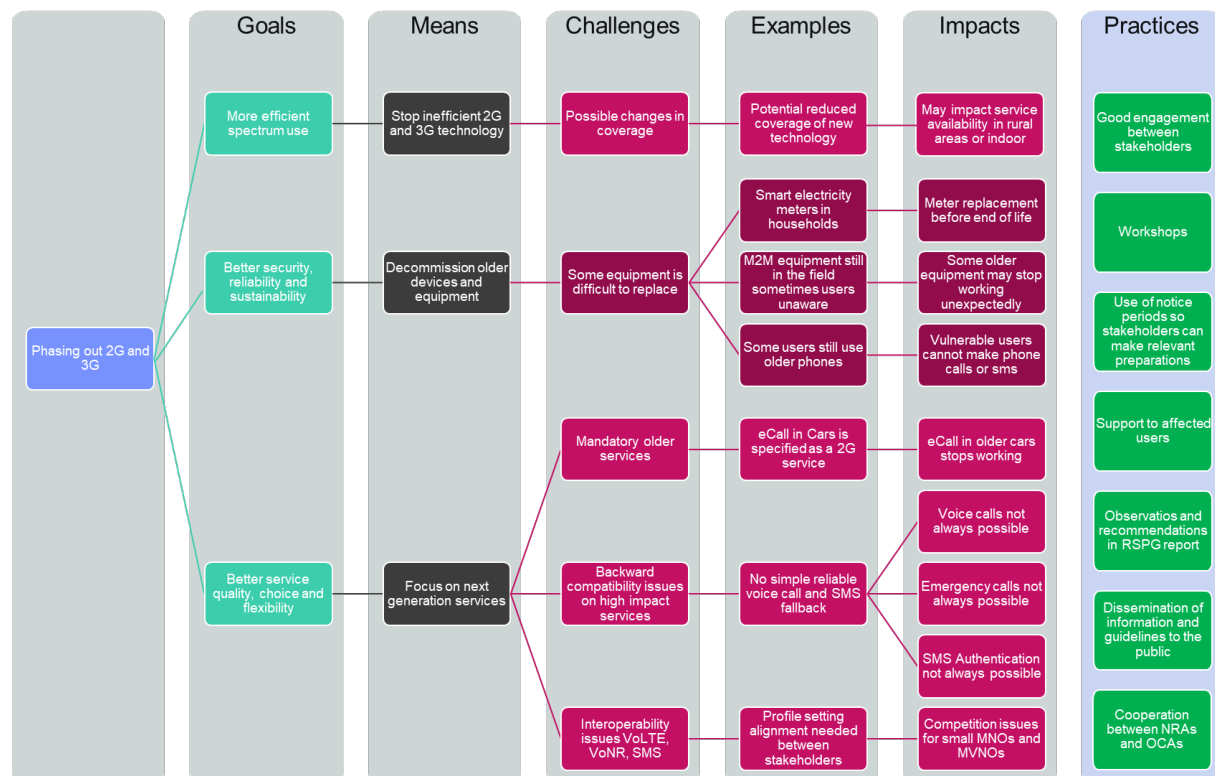 Goals
Means
Challenges
Examples
Impacts
Practices
Phasing out 2G and
3G
More efficient
spectrum use
Better security,
reliability and
sustainability
Better service
quality, choice and
flexibility
Stop inefficient 2G
and 3G technology
Decommission older
devices and
equipment
Focus on next
generation services
Possible changes in
coverage
Some equipment is
difficult to replace
Mandatory older
services
Backward
compatibility issues
on high impact
services
Interoperability
issues VoLTE,
VoNR, SMS
Potential reduced
coverage of new
technology
Smart electricity
meters in
households
M2M equipment still
in the field
sometimes users
unaware
Some users still use
older phones
eCall in Cars is
specified as a 2G
service
No simple reliable
voice call and SMS
fallback
Profile setting
alignment needed
between
stakeholders
May impact service
availability in rural
areas or indoor
Meter replacement
before end of life
Some older
equipment may stop
working
unexpectedly
Vulnerable users
cannot make phone
calls or sms
eCall in older cars
stops working
Voice calls not
always possible
Emergency calls not
always possible
SMS Authentication
not always possible
Competition issues
for small MNOs and
MVNOs
Good engagement
between
stakeholders
Workshops
Use of notice
periods so
stakeholders can
make relevant
preparations
Support to affected
users
Observatios and
recommendations
in RSPG report
Dissemination of
information and
guidelines to the
public
Cooperation
between NRAs
and OCAs